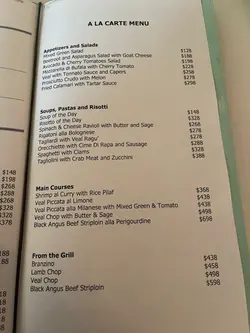 A LA CARTE MENU
Appetizers and Salads
Mixed Green Salad $128
Beetroot and Asparagus Salad with Goat Cheese $188
Avocado & Cherry Tomatoes Salad $198
Mozzarella di Bufala with Cherry Tomato $228
Veal with Tonnato Sauce and Capers $258
Prosciutto Crudo with Melon $278
Fried Calamari with Tartar Sauce $298
Soups, Pastas and Risotti
Soup of the Day $148
Risotto of the Day $328
Spinach & Cheese Ravioli with Butter and Sage $268
Rigatoni alla Bolognese $278
Tagliardi with Veal Ragu' $278
Orecchiette with Cime Di Rapa and Sausage $288
Spaghetti with Clams $328
Tagliolini with Crab Meat and Zucchini $388
Main Courses
Shrimp al Curry with Rice Pilaf $368
Veal Piccata al Limone $438
Veal Piccata alla Milanese with Mixed Green & Tomato $438
Veal Chop with Butter & Sage $498
Black Angus Beef Striploin alla Perigourdine $698
From the Grill
Branzino $438
Lamb Chop $458
Veal Chop $498
Black Angus Beef Striploin $598